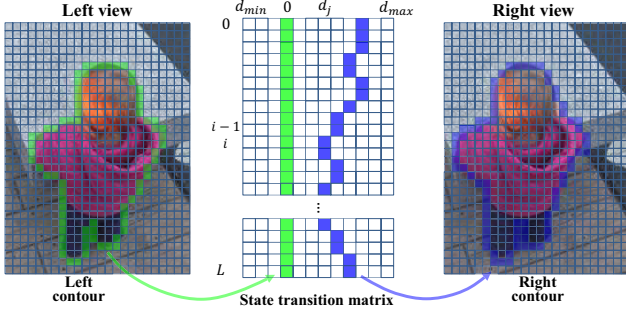 Left view
d_min 0 d_j d_max
Right view
0
i − 1
i
⋮
L
Left
contour
State transition matrix
Right
contour